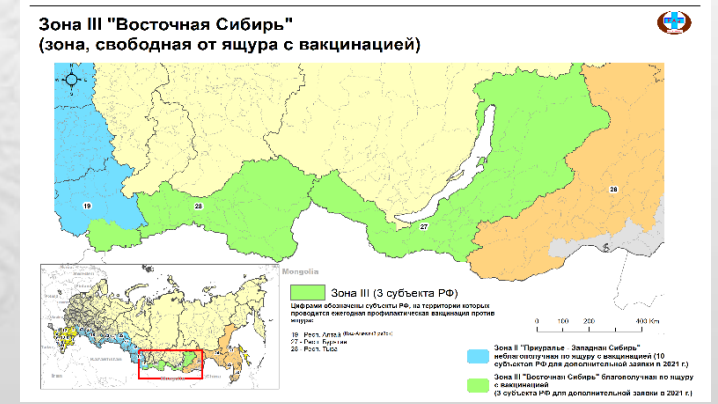 Зона III "Восточная Сибирь"
(зона, свободная от ящура с вакцинацией)
19
28
27
28
Mongolia
Зона III (3 субъекта РФ)
Цифрами обозначены субъекты РФ, на территории которых
проводится ежегодная профилактическая вакцинация против
ящура:
19 - Респ. Алтай
27 - Респ. Бурятия
28 - Респ. Тыва
0 100 200 400 Km
Зона II "Приуралье - Западная Сибирь"
неблагополучная по ящуру с вакцинацией (10
субъектов РФ для дополнительной заявки в 2021 г.)
Зона III "Восточная Сибирь" благополучная по ящуру
с вакцинацией
(3 субъекта РФ для дополнительной заявки в 2021 г.)